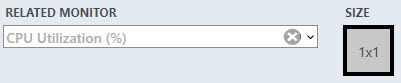 RELATED MONITOR
SIZE
CPU Utilization (%)
1x1